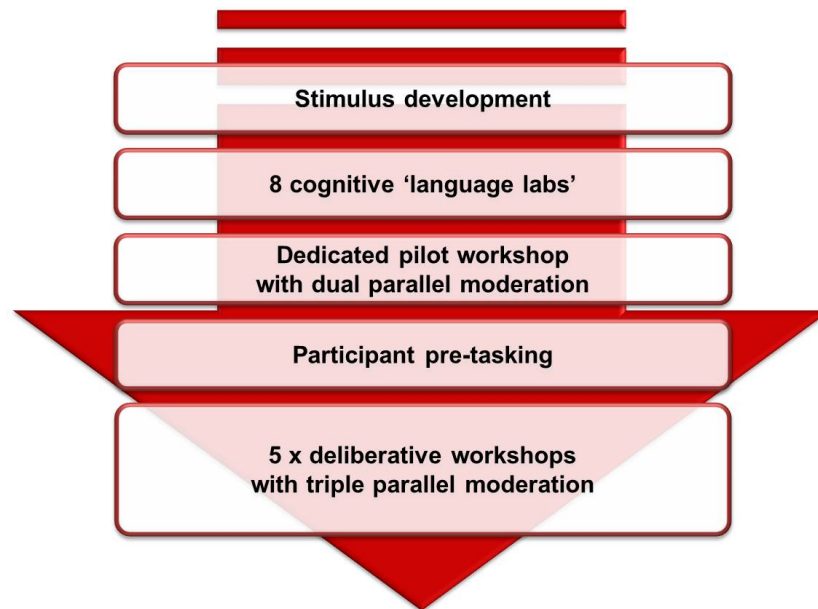 Stimulus development
8 cognitive ‘language labs’
Dedicated pilot workshop
with dual parallel moderation
Participant pre-tasking
5 x deliberative workshops
with triple parallel moderation